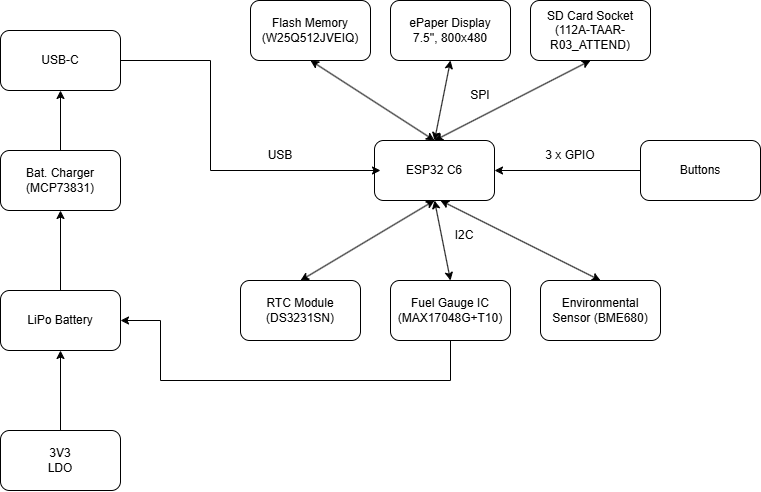 Flash Memory
(W25Q512JVEIQ)
ePaper Display
7.5", 800x480
SD Card Socket
(112A-TAAR-
R03_ATTEND)
USB-C
SPI
USB
ESP32 C6
3 x GPIO
Buttons
Bat. Charger
(MCP73831)
I2C
LiPo Battery
RTC Module
(DS3231SN)
Fuel Gauge IC
(MAX17048G+T10)
Environmental
Sensor (BME680)
3V3
LDO